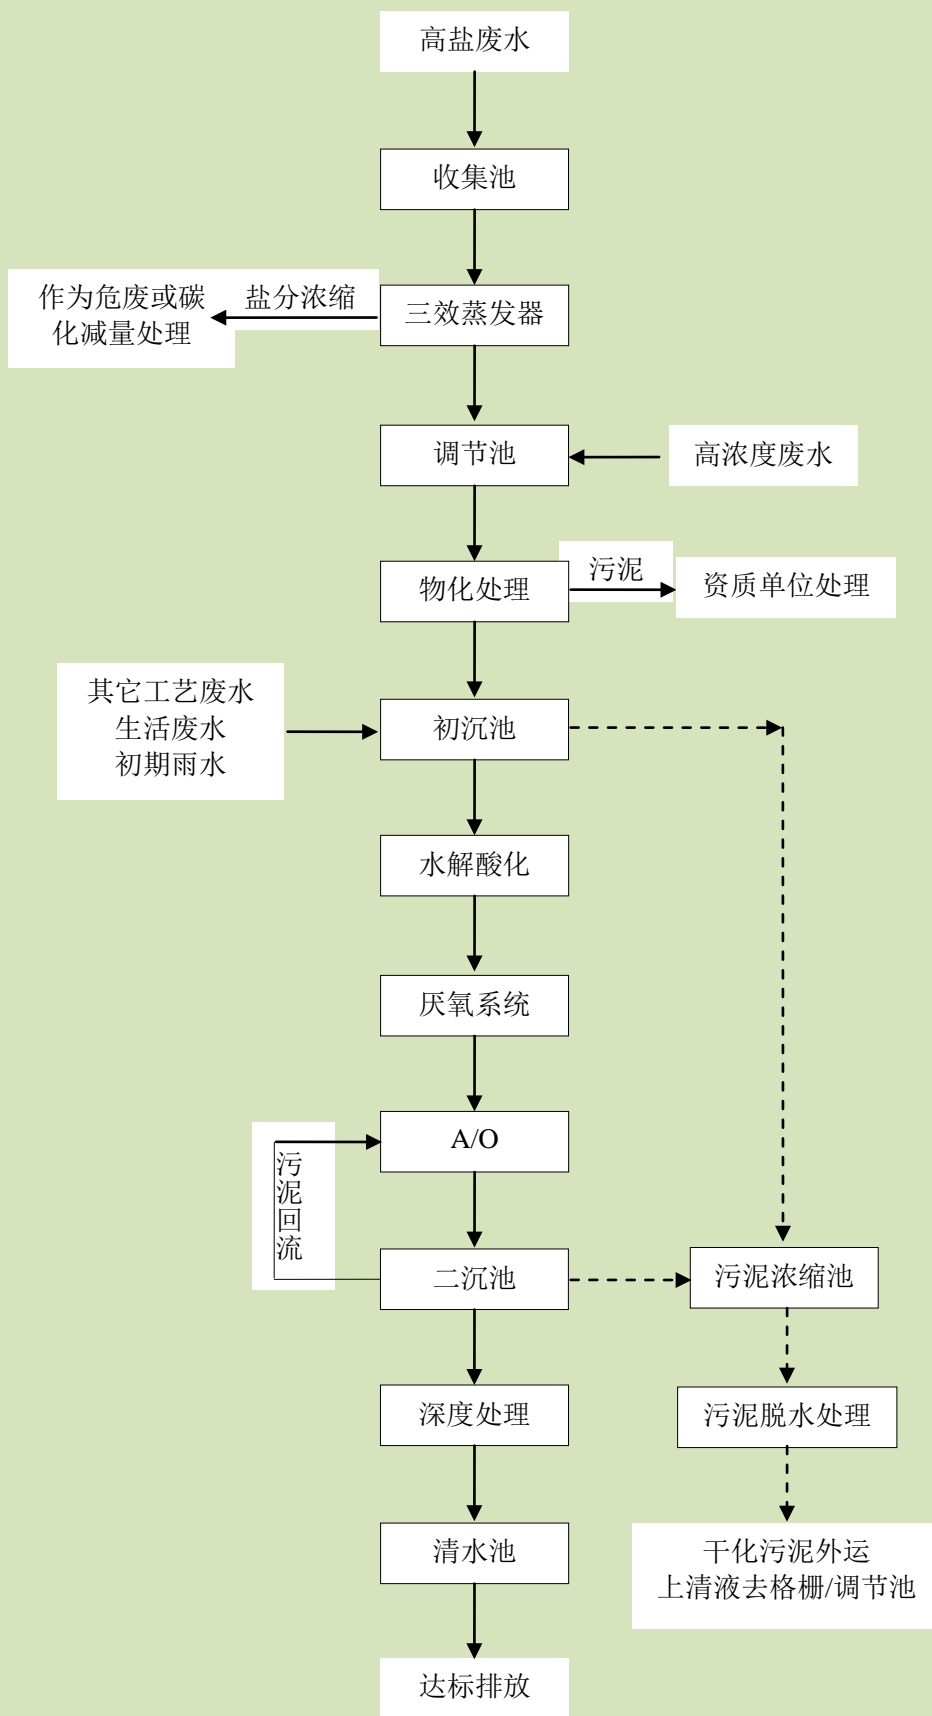 高盐废水
收集池
作为危废或碳
化减量处理
盐分浓缩
三效蒸发器
调节池
高浓度废水
物化处理
污泥
资质单位处理
其它工艺废水
生活废水
初期雨水
初沉池
水解酸化
厌氧系统
A/O
污泥回流
二沉池
污泥浓缩池
深度处理
污泥脱水处理
清水池
干化污泥外运
上清液去格栅/调节池
达标排放